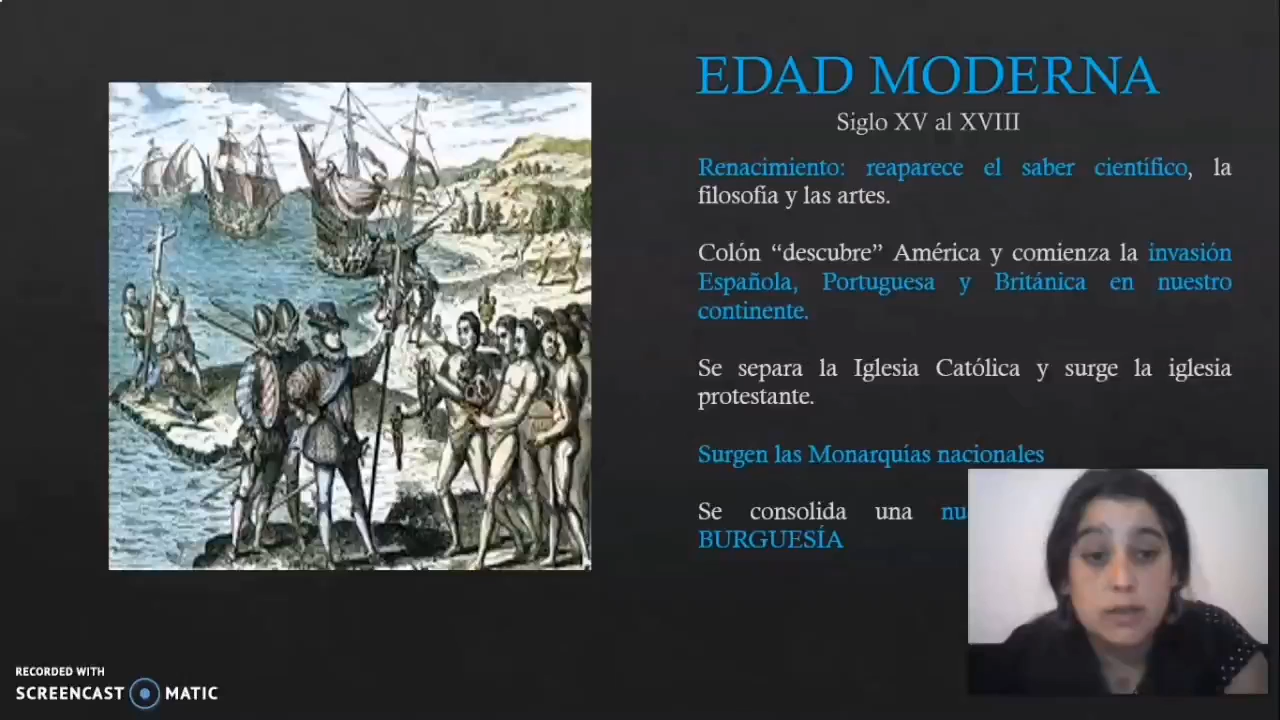 EDAD MODERNA
Siglo XV al XVIII
Renacimiento: reaparece el saber científico, la
filosofía y las artes.
Colón “descubre” América y comienza la invasión
Española, Portuguesa y Británica en nuestro
continente.
Se separa la Iglesia Católica y surge la iglesia
protestante.
Surgen las Monarquías nacionales
Se consolida una
BURGUESÍA
RECORDED WITH
SCREENCAST MATIC